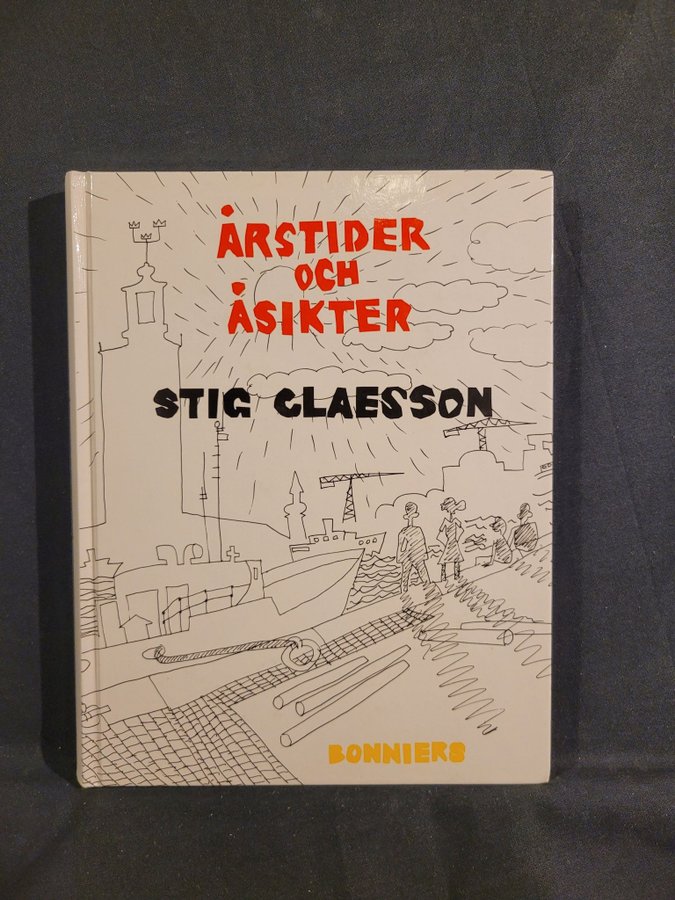 ÅRSTIDER
OCH
ÅSIKTER
STIG CLAESSON
BONNIERS